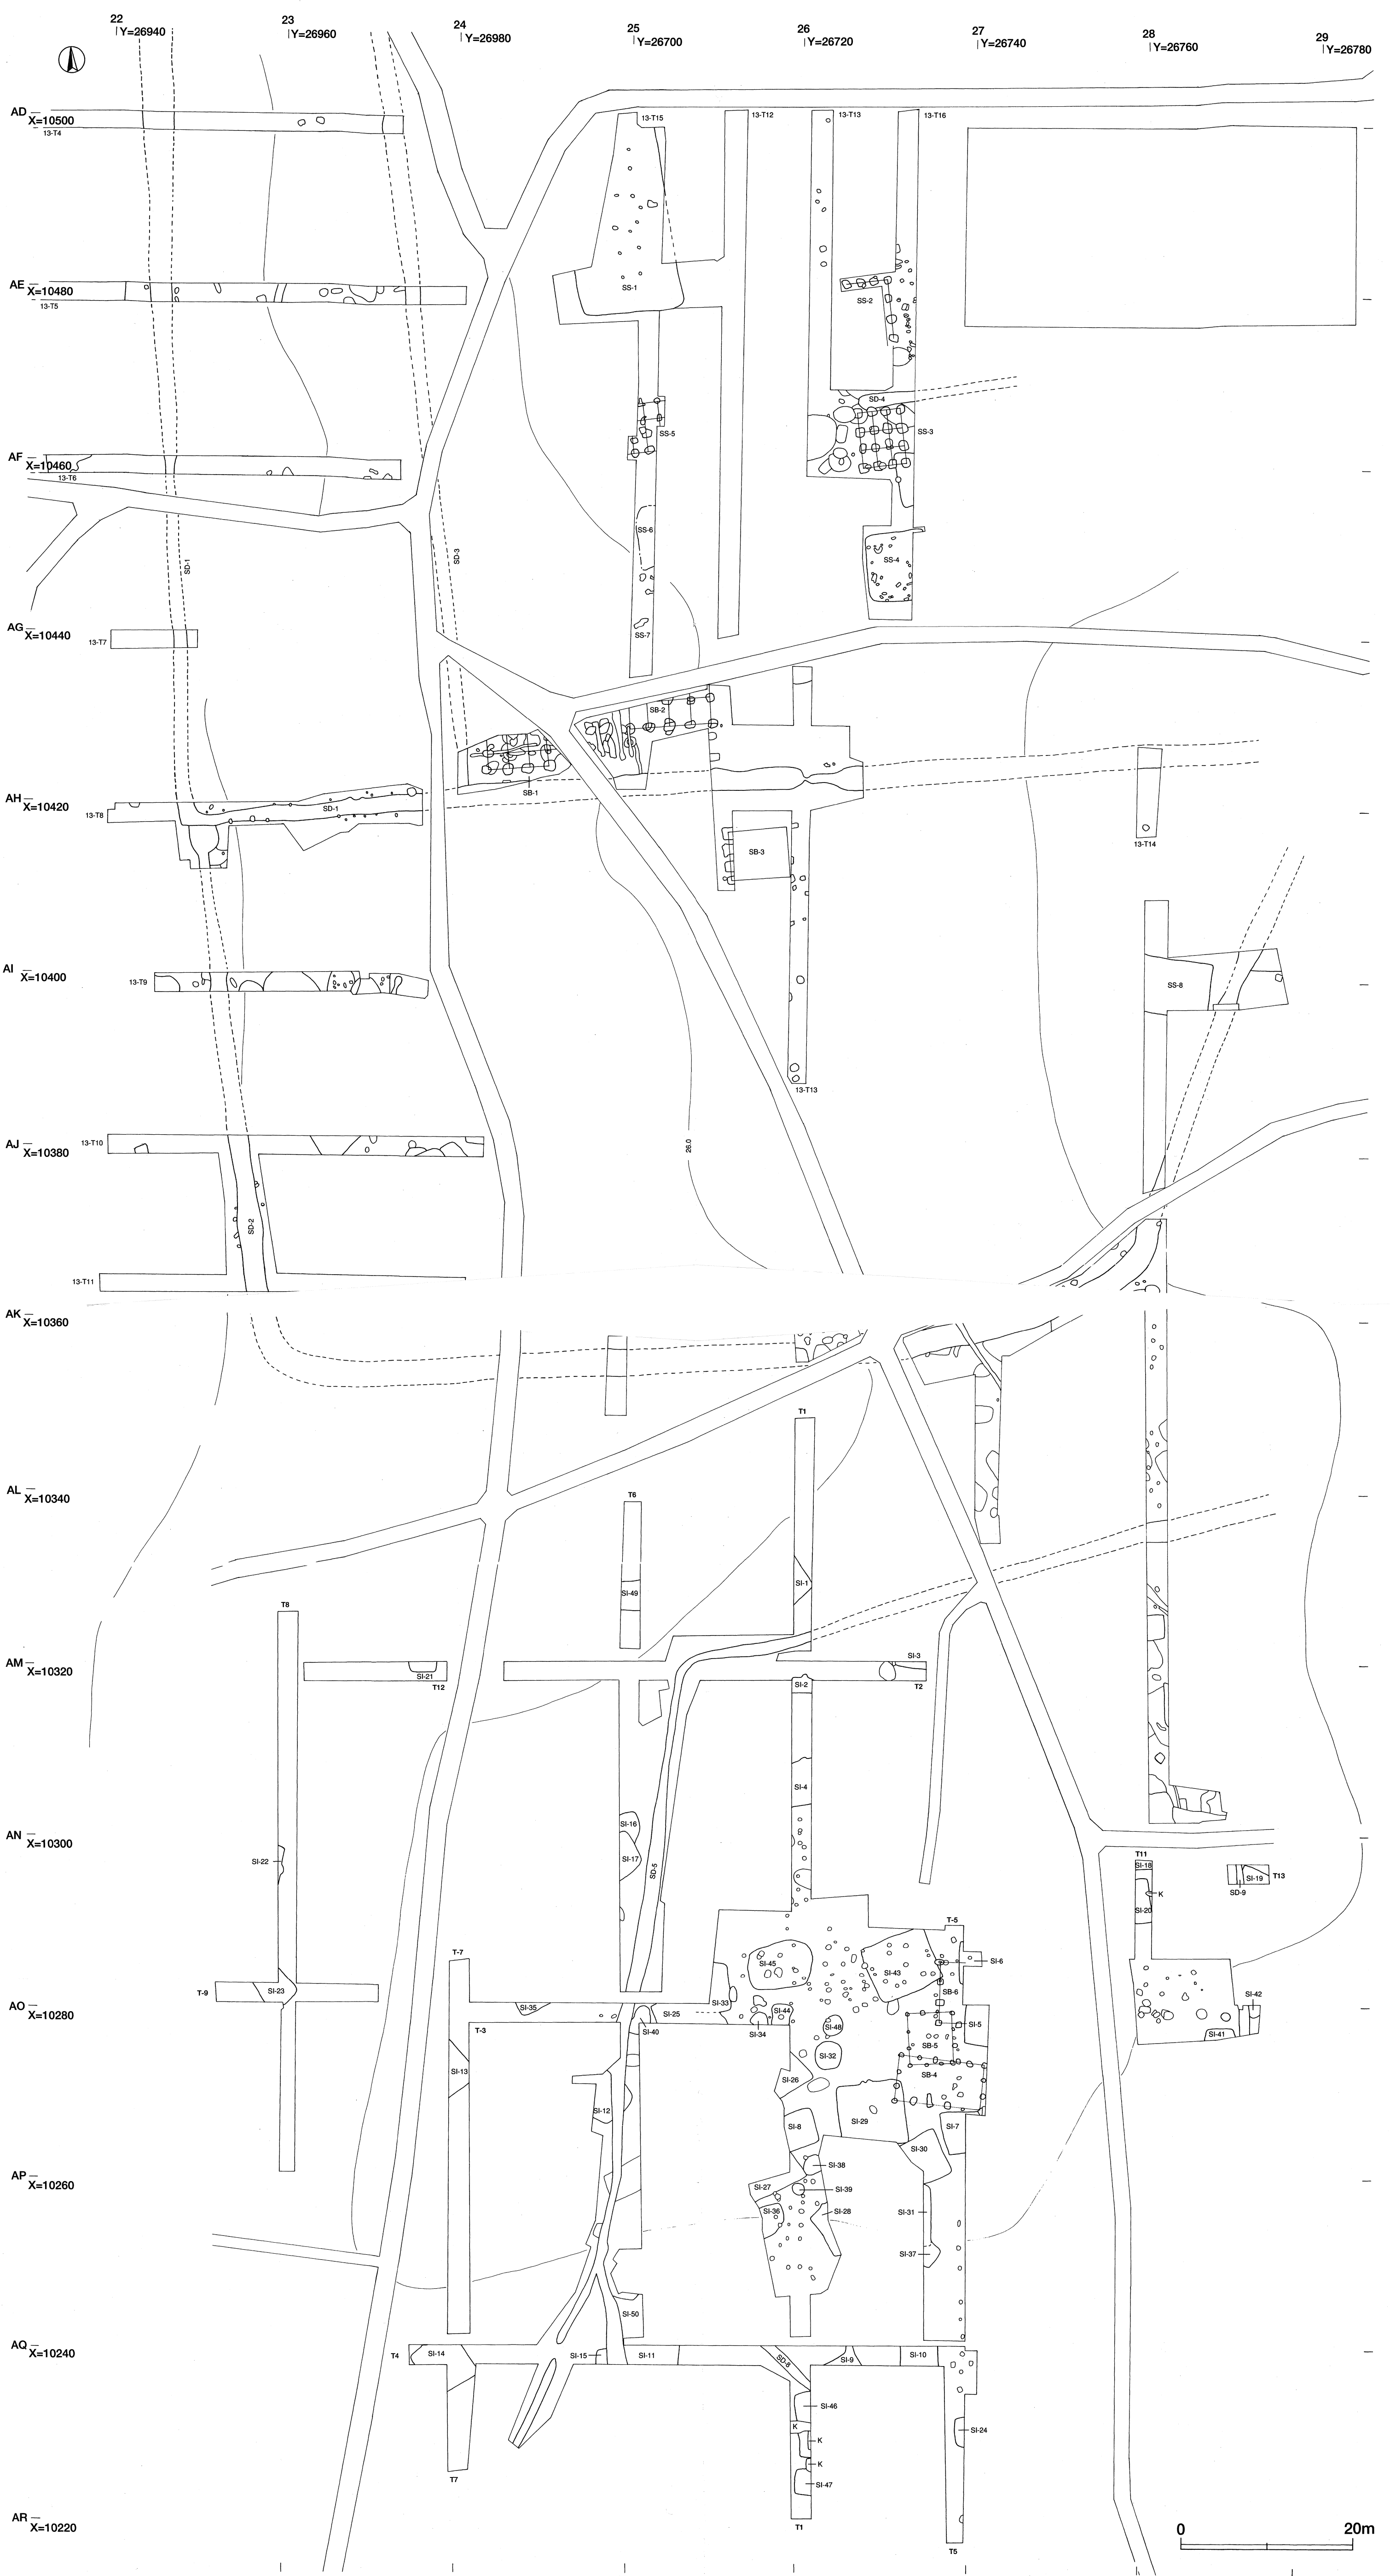 22 23 24 25 26 27 28 29
Y=26940 Y=26960 Y=26980 Y=26700 Y=26720 Y=26740 Y=26760 Y=26780
AD X=10500
13-T4
13-T15 13-T12 13-T13 13-T16
AE X=10480
13-T5
SS-1
SS-2
SD-4
SS-5
SS-3
AF X=10460
13-T6
SS-6
SD-1
SD-3
SS-4
AG X=10440
13-T7
SS-7
SB-2
SB-1
AH X=10420
13-T8
SD-1
SB-3
13-T14
AI X=10400
13-T9
SS-8
13-T13
26.0
AJ X=10380
13-T10
SD-2
13-T11
AK X=10360
T1
AL X=10340
T6
SI-1
SI-49
T8
AM X=10320
SI-21
T12
SI-3
T2
SI-2
SI-4
SI-16
AN X=10300
SI-17
SI-22
SD-5
T11
SI-18
SI-19
T13
SD-9
K
SI-20
T-5
T-7
SI-45
SI-43
SI-6
T-9
SI-23
SB-6
SI-33
SI-42
AO X=10280
SI-35
SI-25
SI-44
T-3
SI-40
SI-34
SI-48
SI-5
SI-41
SB-5
SI-32
SI-13
SB-4
SI-26
SI-12
SI-8
SI-29
SI-7
SI-30
AP X=10260
SI-38
SI-27
SI-39
SI-36
SI-28
SI-31
SI-37
SI-50
AQ X=10240
T4
SI-14
SI-15
SI-11
SD-8
SI-9
SI-10
SI-46
K
K
SI-24
K
SI-47
T7
AR X=10220
T1
T5
0 20m